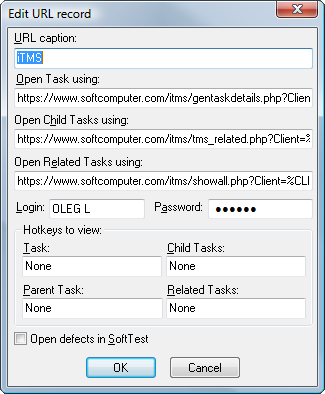 Edit URL record
URL caption:
iTMS
Open Task using:
https://www.softcomputer.com/itms/gentaskdetails.php?Clien
Open Child Tasks using:
https://www.softcomputer.com/itms/tms_related.php?Client=%
Open Related Tasks using:
https://www.softcomputer.com/itms/showall.php?Client=%CLI
Login: OLEG L Password: ●●●●●●
Hotkeys to view:
Task: Child Tasks:
None None
Parent Task: Related Tasks:
None None
Open defects in SoftTest
OK Cancel